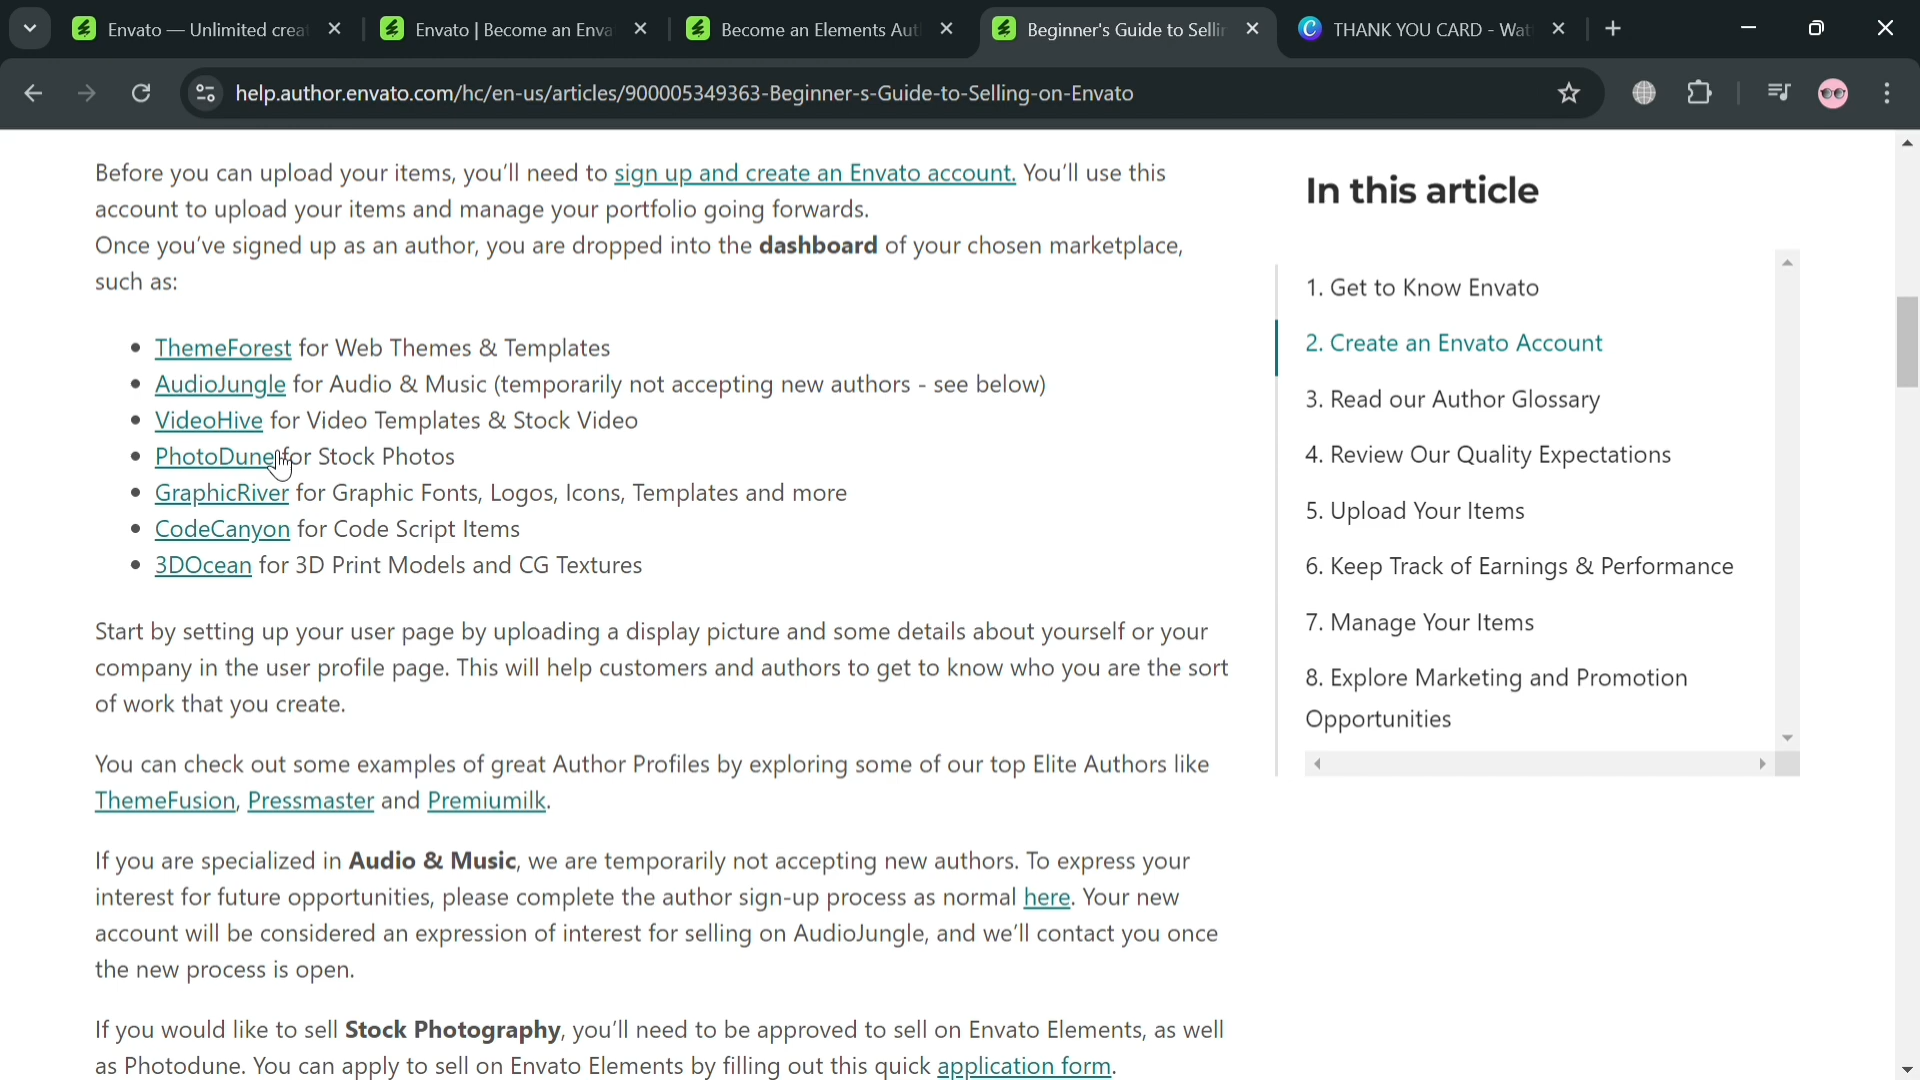 Envato — Unlimited crea
Envato | Become an Enva
Become an Elements Aut
Beginner's Guide to Sellin
THANK YOU CARD - Wat
help.author.envato.com/hc/en-us/articles/900005349363-Beginner-s-Guide-to-Selling-on-Envato
Before you can upload your items, you'll need to sign up and create an Envato account. You'll use this
account to upload your items and manage your portfolio going forwards.
Once you've signed up as an author, you are dropped into the dashboard of your chosen marketplace,
such as:
• ThemeForest for Web Themes & Templates
• AudioJungle for Audio & Music (temporarily not accepting new authors - see below)
• VideoHive for Video Templates & Stock Video
• PhotoDune for Stock Photos
• GraphicRiver for Graphic Fonts, Logos, Icons, Templates and more
• CodeCanyon for Code Script Items
• 3DOcean for 3D Print Models and CG Textures
Start by setting up your user page by uploading a display picture and some details about yourself or your
company in the user profile page. This will help customers and authors to get to know who you are the sort
of work that you create.
You can check out some examples of great Author Profiles by exploring some of our top Elite Authors like
ThemeFusion, Pressmaster and Premiumilk.
If you are specialized in Audio & Music, we are temporarily not accepting new authors. To express your
interest for future opportunities, please complete the author sign-up process as normal here. Your new
account will be considered an expression of interest for selling on AudioJungle, and we'll contact you once
the new process is open.
If you would like to sell Stock Photography, you'll need to be approved to sell on Envato Elements, as well
as Photodune. You can apply to sell on Envato Elements by filling out this quick application form.
In this article
1. Get to Know Envato
2. Create an Envato Account
3. Read our Author Glossary
4. Review Our Quality Expectations
5. Upload Your Items
6. Keep Track of Earnings & Performance
7. Manage Your Items
8. Explore Marketing and Promotion
Opportunities